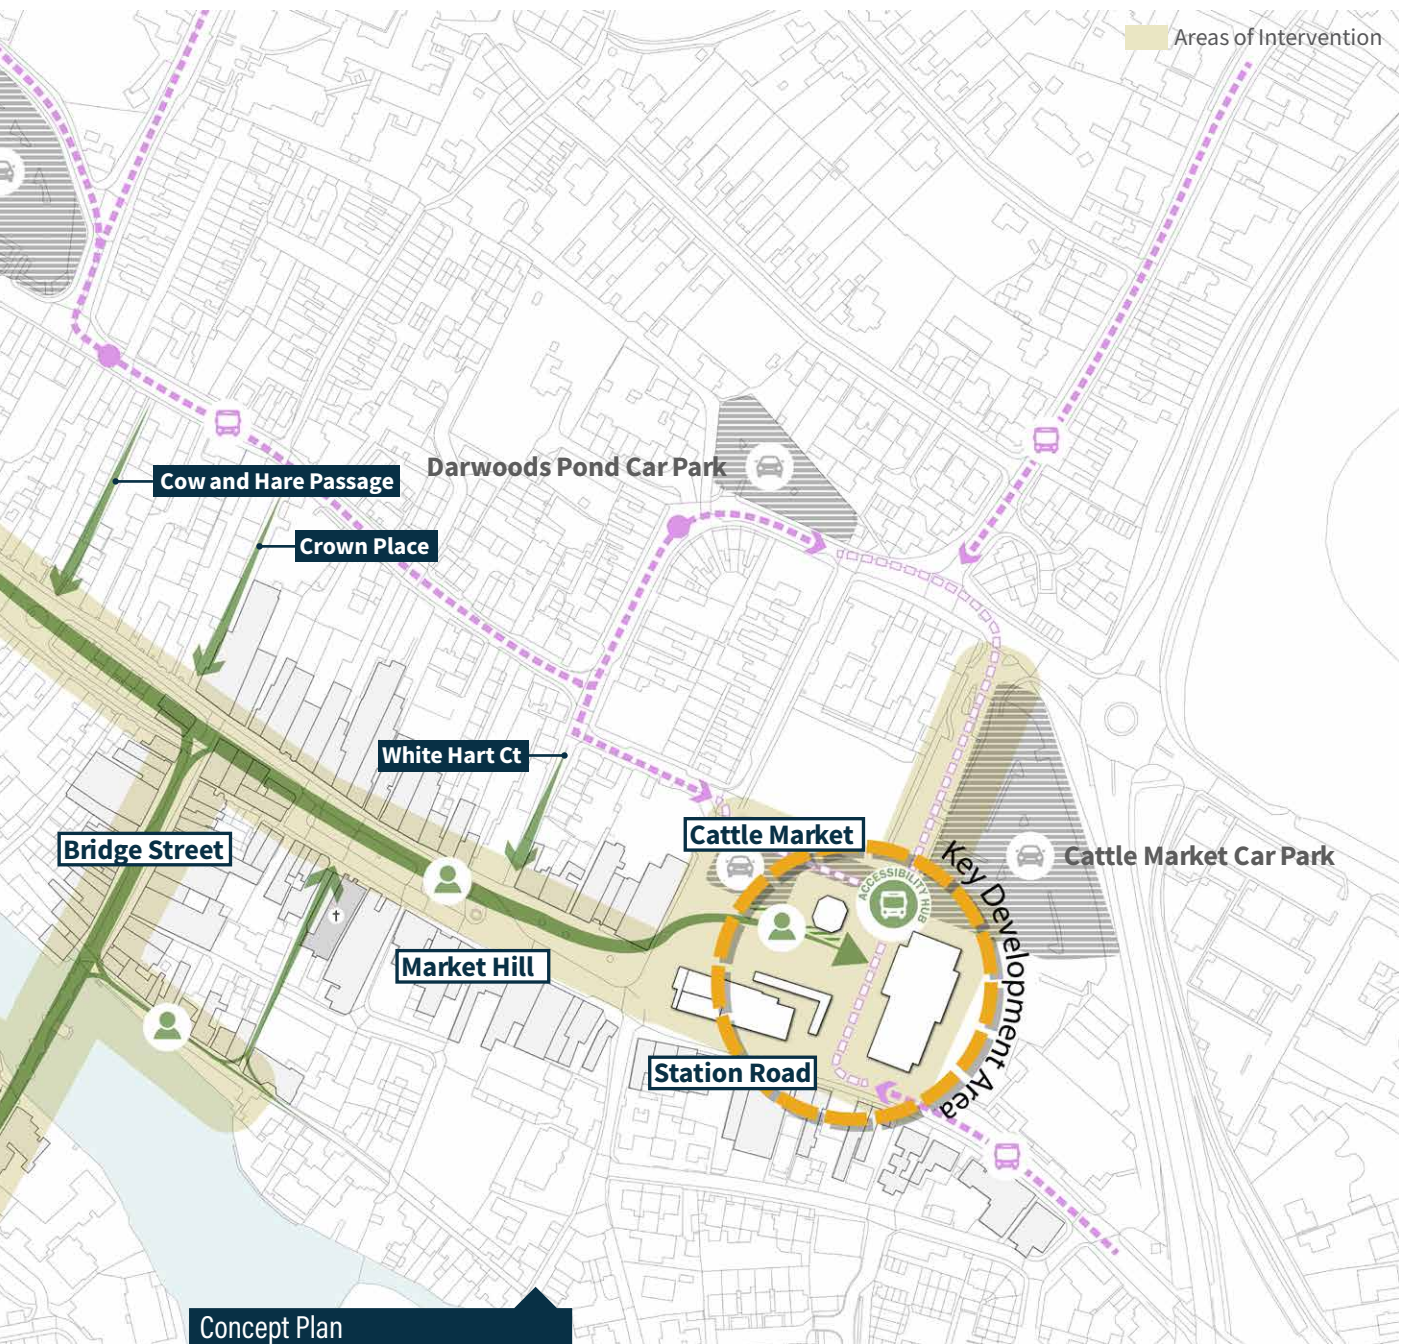 Areas of Intervention
Darwoods Pond Car Park
Cow and Hare Passage
Crown Place
White Hart Ct
Cattle Market
Bridge Street
Key Development Area
Cattle Market Car Park
ACCESSIBILITY HUB
Market Hill
Station Road
Concept Plan